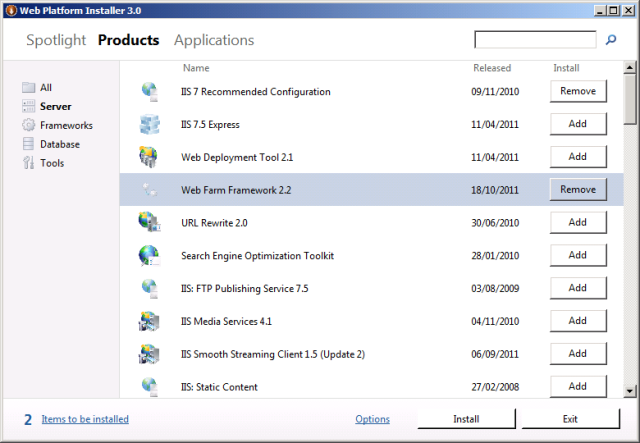 Web Platform Installer 3.0
Spotlight Products Applications
Name Released Install
All
Server
Frameworks
Database
Tools
IIS 7 Recommended Configuration 09/11/2010 Remove
IIS 7.5 Express 11/04/2011 Add
Web Deployment Tool 2.1 11/04/2011 Add
Web Farm Framework 2.2 18/10/2011 Remove
URL Rewrite 2.0 30/06/2010 Add
Search Engine Optimization Toolkit 28/01/2010 Add
IIS: FTP Publishing Service 7.5 03/08/2009 Add
IIS Media Services 4.1 04/11/2010 Add
IIS Smooth Streaming Client 1.5 (Update 2) 06/09/2011 Add
IIS: Static Content 27/02/2008 Add
2 Items to be installed Options Install Exit